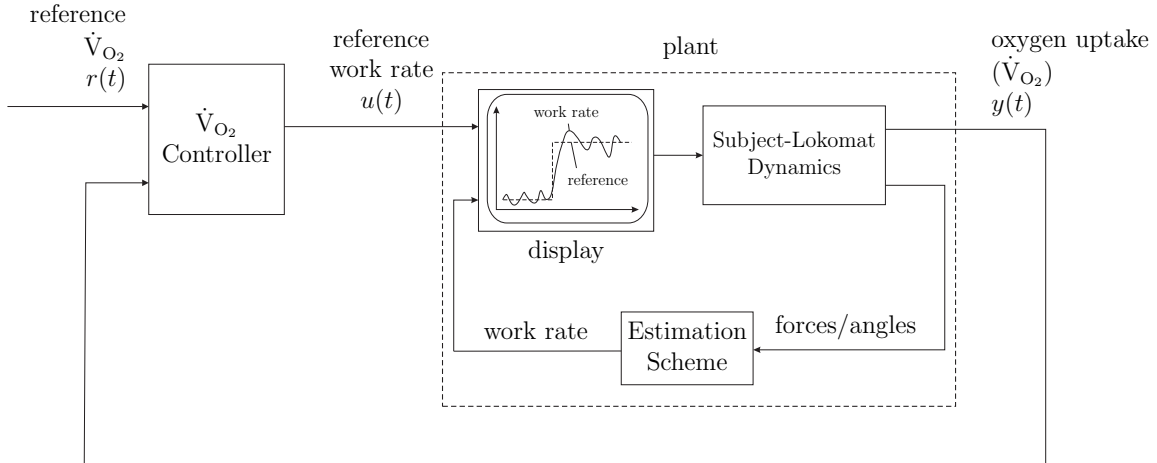 reference
V̇O₂
r(t)
V̇O₂
Controller
reference
work rate
u(t)
plant
work rate
reference
display
Subject-Lokomat
Dynamics
oxygen uptake
(V̇O₂)
y(t)
work rate
Estimation
Scheme
forces/angles